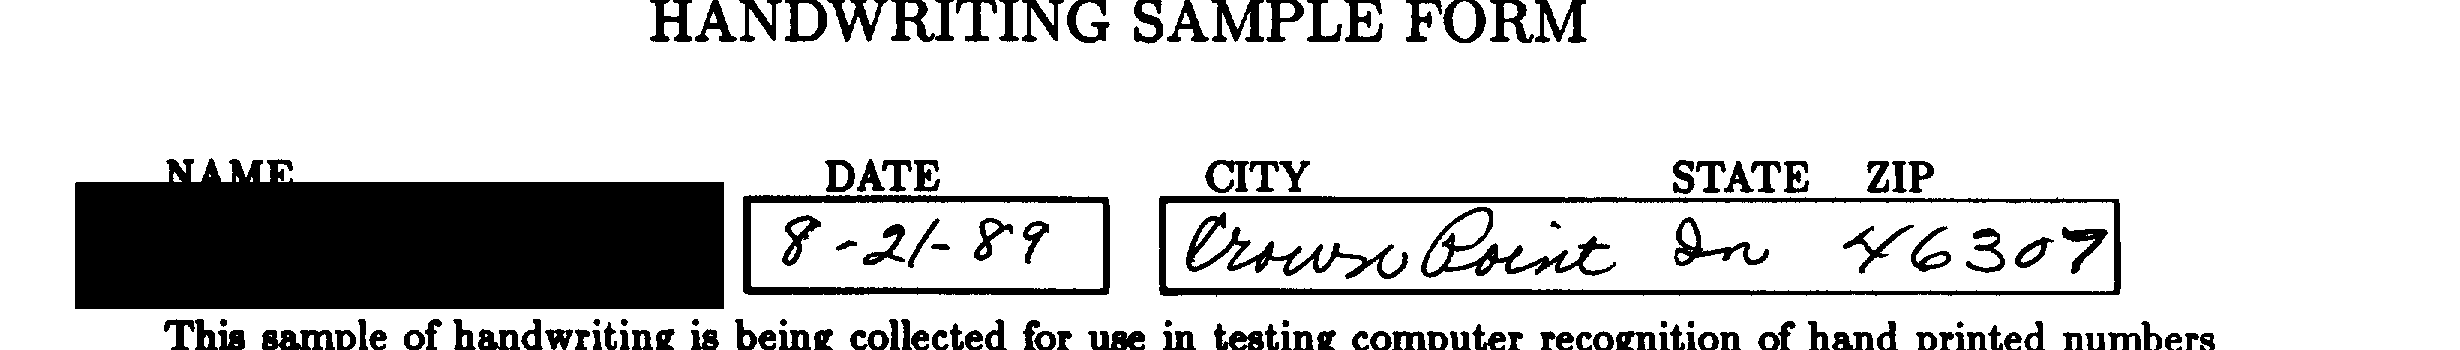 HANDWRITING SAMPLE FORM
NAME DATE CITY STATE ZIP
8-21-89 Crown Point In 46307
This sample of handwriting is being collected for use in testing computer recognition of hand printed numbers